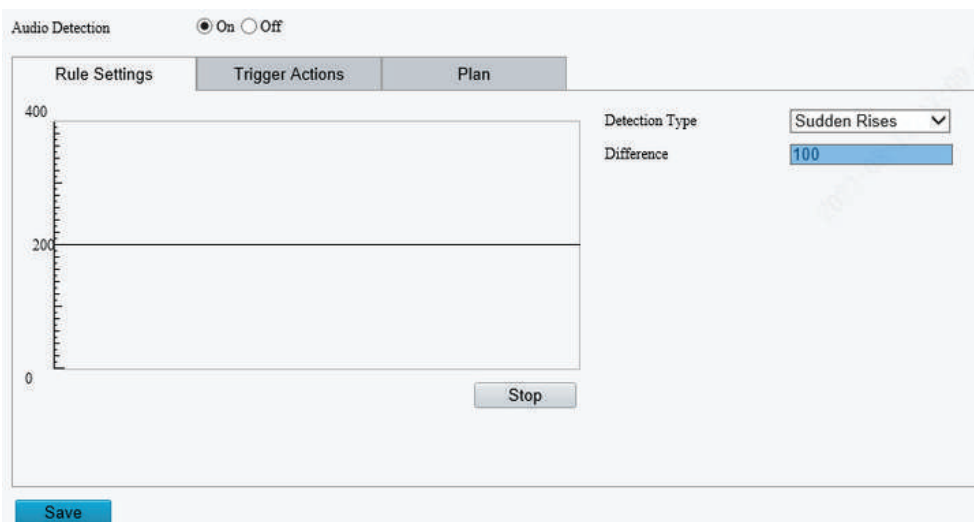 Audio Detection On Off
Rule Settings Trigger Actions Plan
400
Detection Type Sudden Rises
Difference 100
200
0
Stop
Save